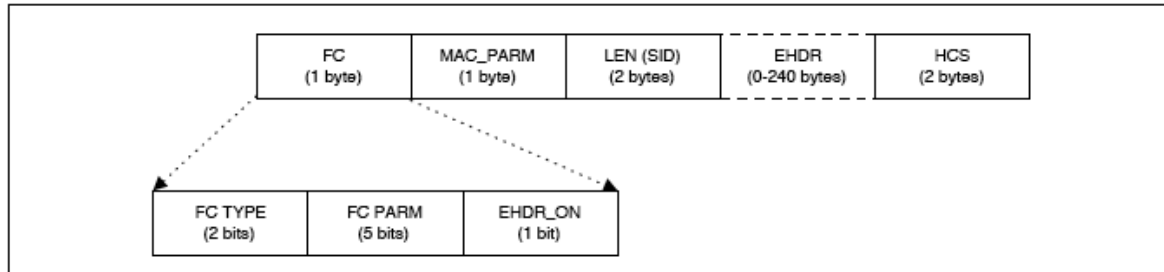 FC MAC_PARM LEN (SID) EHDR HCS
(1 byte) (1 byte) (2 bytes) (0-240 bytes) (2 bytes)
FC TYPE FC PARM EHDR_ON
(2 bits) (5 bits) (1 bit)